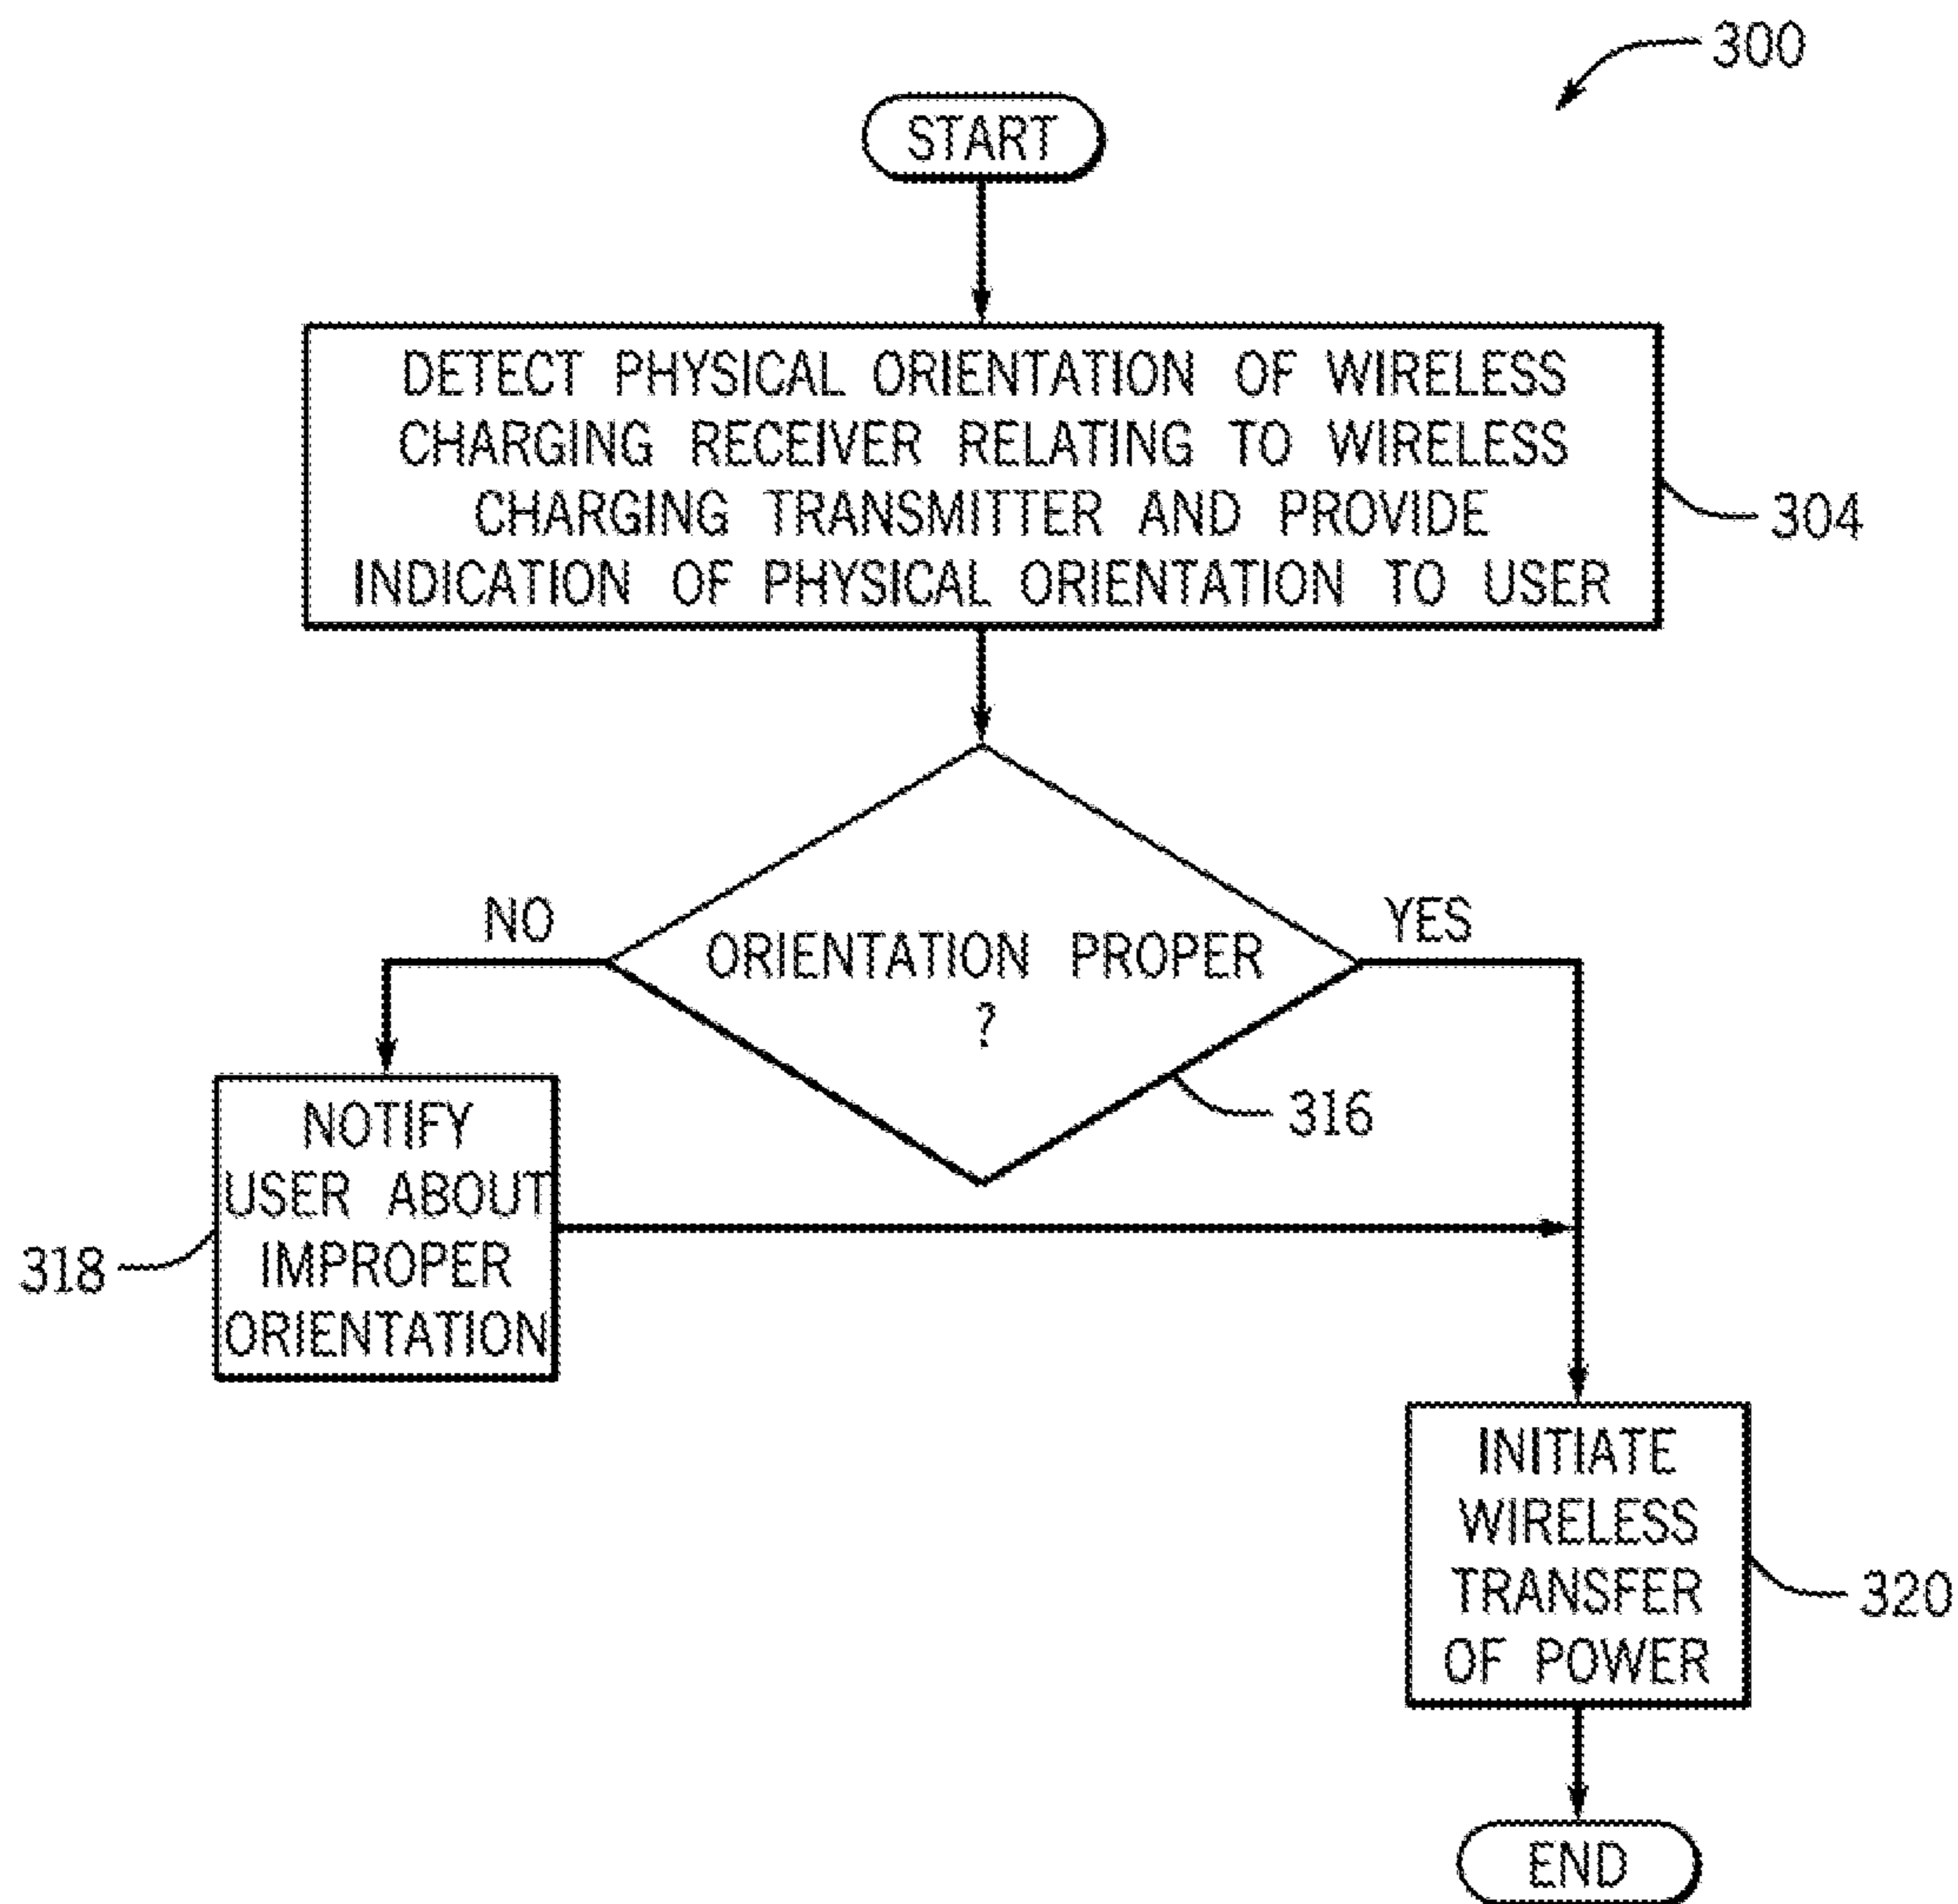 300
START
DETECT PHYSICAL ORIENTATION OF WIRELESS
CHARGING RECEIVER RELATING TO WIRELESS
CHARGING TRANSMITTER AND PROVIDE
INDICATION OF PHYSICAL ORIENTATION TO USER
304
NO
YES
ORIENTATION PROPER
?
316
NOTIFY
USER ABOUT
IMPROPER
ORIENTATION
318
INITIATE
WIRELESS
TRANSFER
OF POWER
320
END